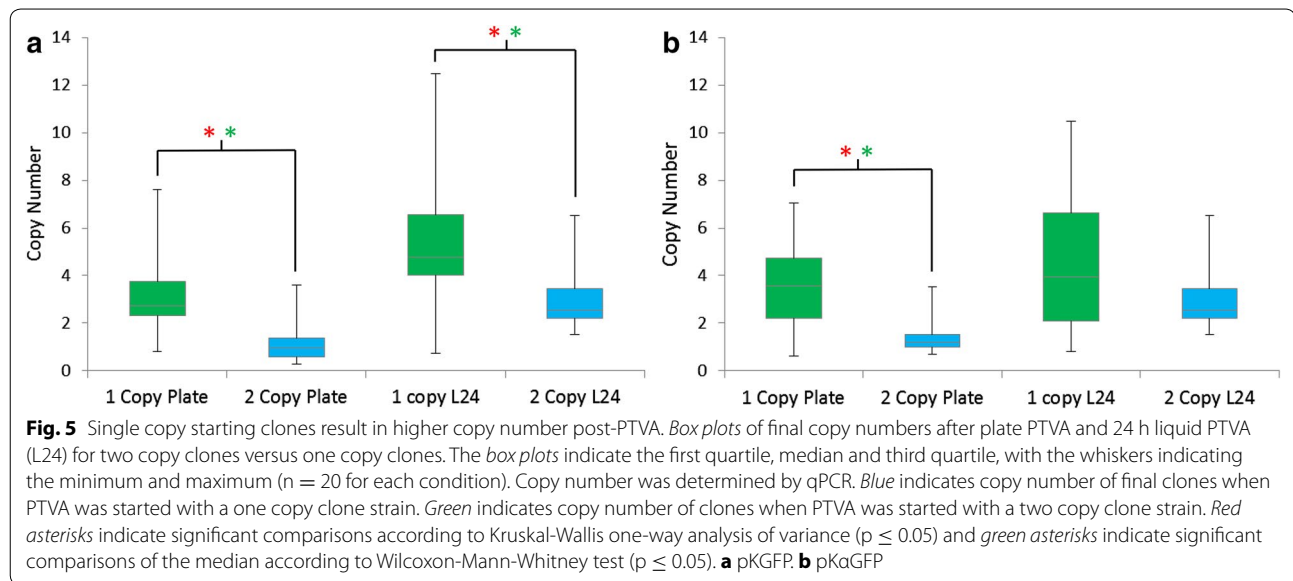 a
14
12
10
8
6
4
2
0
Copy Number
* *
* *
1 Copy Plate 2 Copy Plate 1 copy L24 2 Copy L24
b
14
12
10
8
6
4
2
0
Copy Number
* *
1 Copy Plate 2 Copy Plate 1 copy L24 2 Copy L24
Fig. 5 Single copy starting clones result in higher copy number post-PTVA. Box plots of final copy numbers after plate PTVA and 24 h liquid PTVA
(L24) for two copy clones versus one copy clones. The box plots indicate the first quartile, median and third quartile, with the whiskers indicating
the minimum and maximum (n = 20 for each condition). Copy number was determined by qPCR. Blue indicates copy number of final clones when
PTVA was started with a one copy clone strain. Green indicates copy number of clones when PTVA was started with a two copy clone strain. Red
asterisks indicate significant comparisons according to Kruskal-Wallis one-way analysis of variance (p ≤ 0.05) and green asterisks indicate significant
comparisons of the median according to Wilcoxon-Mann-Whitney test (p ≤ 0.05). a pKGFP. b pKαGFP